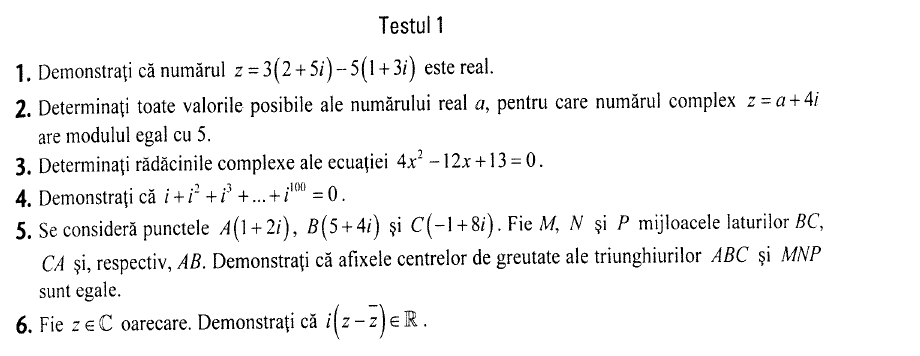 Testul 1
1. Demonstrați că numărul z = 3(2 + 5i) − 5(1 + 3i) este real.
2. Determinați toate valorile posibile ale numărului real a, pentru care numărul complex z = a + 4i
are modulul egal cu 5.
3. Determinați rădăcinile complexe ale ecuației 4x² − 12x + 13 = 0.
4. Demonstrați că i + i² + i³ + ... + i¹⁰⁰ = 0.
5. Se consideră punctele A(1 + 2i), B(5 + 4i) și C(−1 + 8i). Fie M, N și P mijloacele laturilor BC,
CA și, respectiv, AB. Demonstrați că afixele centrelor de greutate ale triunghiurilor ABC și MNP
sunt egale.
6. Fie z ∈ ℂ oarecare. Demonstrați că i(z − z̄) ∈ ℝ.